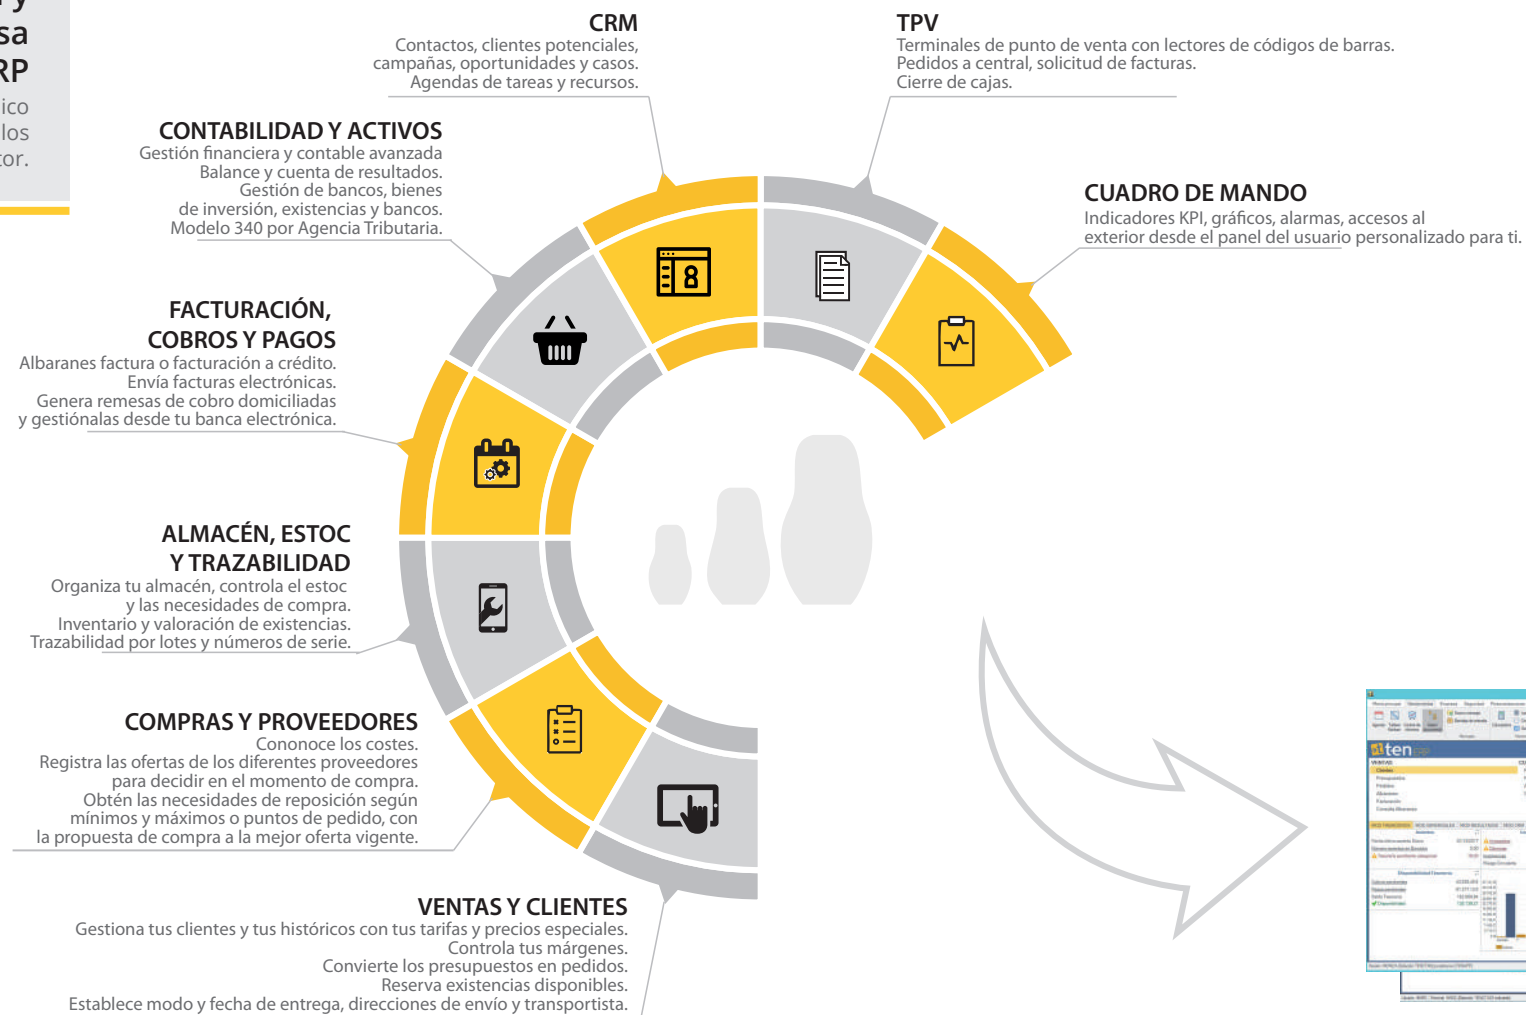 y
sa
RP
ico
los
tor.
CRM
Contactos, clientes potenciales,
campañas, oportunidades y casos.
Agendas de tareas y recursos.
TPV
Terminales de punto de venta con lectores de códigos de barras.
Pedidos a central, solicitud de facturas.
Cierre de cajas.
CONTABILIDAD Y ACTIVOS
Gestión financiera y contable avanzada
Balance y cuenta de resultados.
Gestión de bancos, bienes
de inversión, existencias y bancos.
Modelo 340 por Agencia Tributaria.
CUADRO DE MANDO
Indicadores KPI, gráficos, alarmas, accesos al
exterior desde el panel del usuario personalizado para ti.
8
FACTURACIÓN,
COBROS Y PAGOS
Albaranes factura o facturación a crédito.
Envía facturas electrónicas.
Genera remesas de cobro domiciliadas
y gestiónalas desde tu banca electrónica.
ALMACÉN, ESTOC
Y TRAZABILIDAD
Organiza tu almacén, controla el estoc
y las necesidades de compra.
Inventario y valoración de existencias.
Trazabilidad por lotes y números de serie.
COMPRAS Y PROVEEDORES
Cononoce los costes.
Registra las ofertas de los diferentes proveedores
para decidir en el momento de compra.
Obtén las necesidades de reposición según
mínimos y máximos o puntos de pedido, con
la propuesta de compra a la mejor oferta vigente.
VENTAS Y CLIENTES
Gestiona tus clientes y tus históricos con tus tarifas y precios especiales.
Controla tus márgenes.
Convierte los presupuestos en pedidos.
Reserva existencias disponibles.
Establece modo y fecha de entrega, direcciones de envío y transportista.
ten
VENTAS
Clientes
Presupuestos
Pedidos
Albaranes
Facturación
Consulta Albaranes